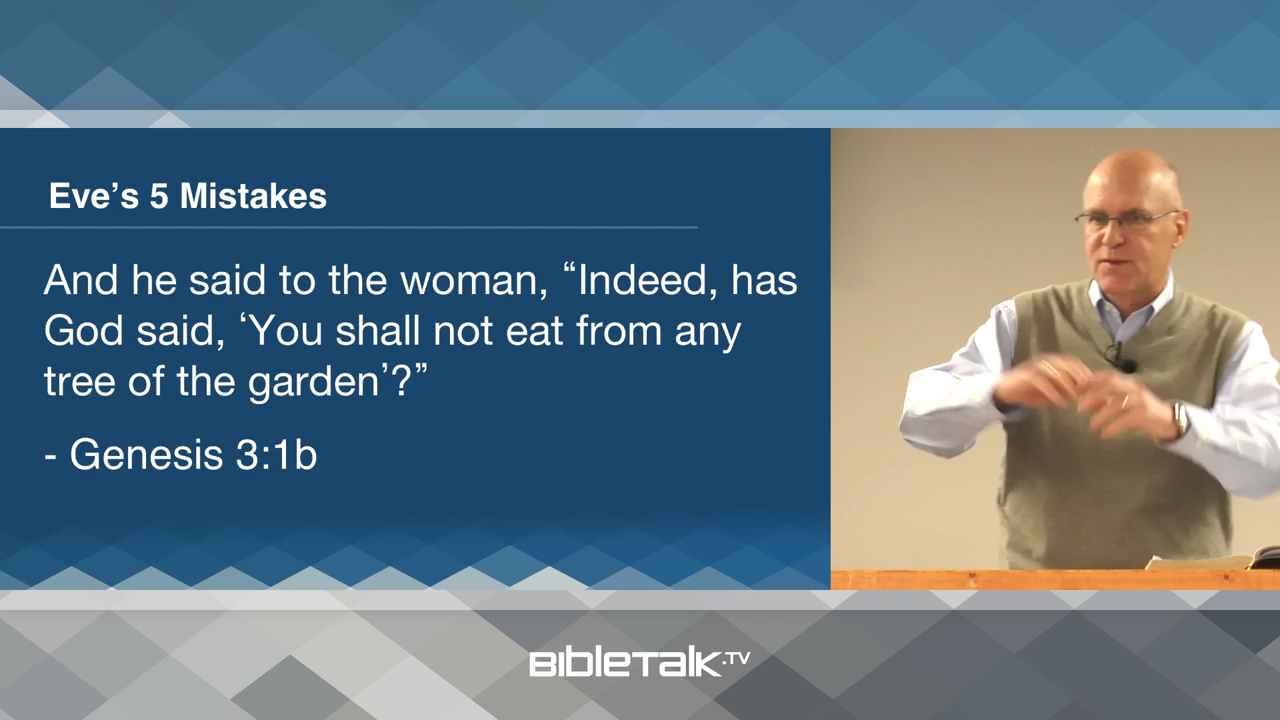 Eve’s 5 Mistakes
And he said to the woman, “Indeed, has
God said, ‘You shall not eat from any
tree of the garden’?”
- Genesis 3:1b
BIBLETALK.TV